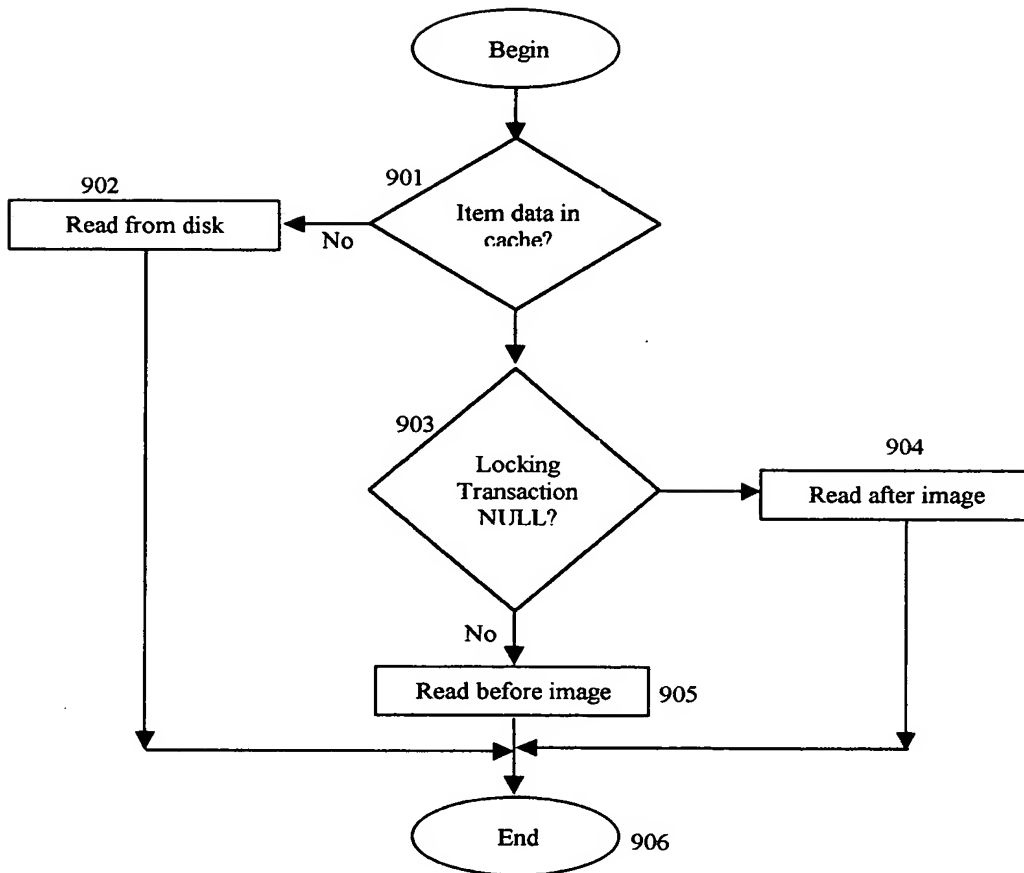 Begin
901
Item data in
cache?
902
Read from disk
No
903
Locking
Transaction
NULL?
904
Read after image
No
Read before image
905
End
906